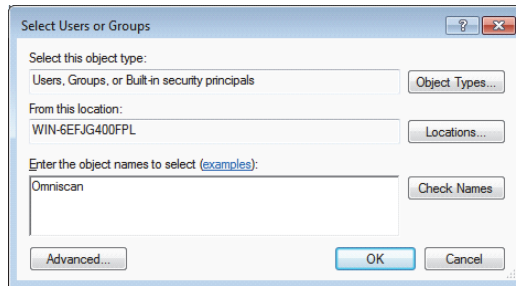 Select Users or Groups
Select this object type:
Users, Groups, or Built-in security principals
Object Types...
From this location:
WIN-6EFJG400FPL
Locations...
Enter the object names to select (examples):
Omniscan
Check Names
Advanced...
OK
Cancel